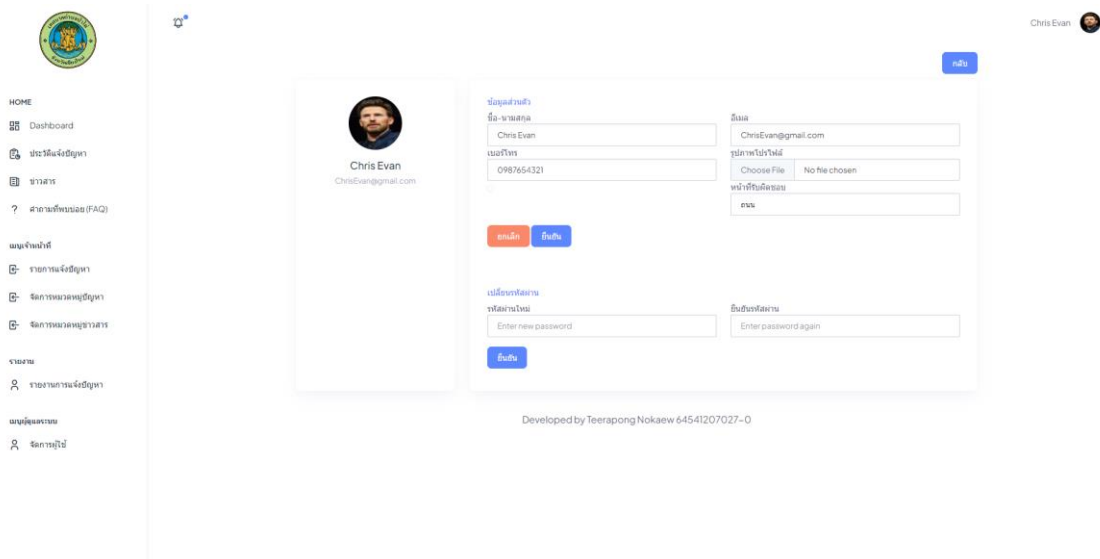 Chris Evan
กลับ
HOME
Dashboard
ประวัติแจ้งปัญหา
ข่าวสาร
คำถามที่พบบ่อย (FAQ)
เมนูเจ้าหน้าที่
รายการแจ้งปัญหา
จัดการหมวดหมู่ปัญหา
จัดการหมวดหมู่ข่าวสาร
รายงาน
รายงานการแจ้งปัญหา
เมนูผู้ดูแลระบบ
จัดการผู้ใช้
Chris Evan
ChrisEvan@gmail.com
ข้อมูลส่วนตัว
ชื่อ-นามสกุล
Chris Evan
อีเมล
ChrisEvan@gmail.com
เบอร์โทร
0987654321
รูปภาพโปรไฟล์
Choose File No file chosen
หน้าที่รับผิดชอบ
ถนน
ยกเลิก ยืนยัน
เปลี่ยนรหัสผ่าน
รหัสผ่านใหม่
Enter new password
ยืนยันรหัสผ่าน
Enter password again
ยืนยัน
Developed by Teerapong Nokaew 64541207027-0